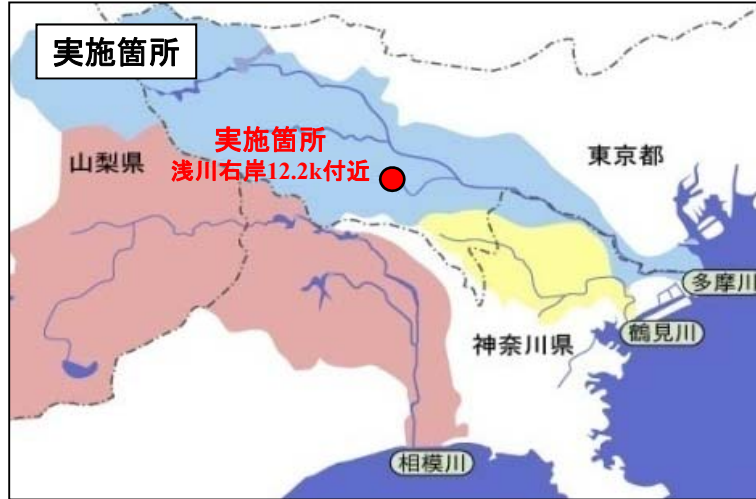 実施箇所
実施箇所
浅川右岸12.2k付近
山梨県
東京都
多摩川
鶴見川
神奈川県
相模川